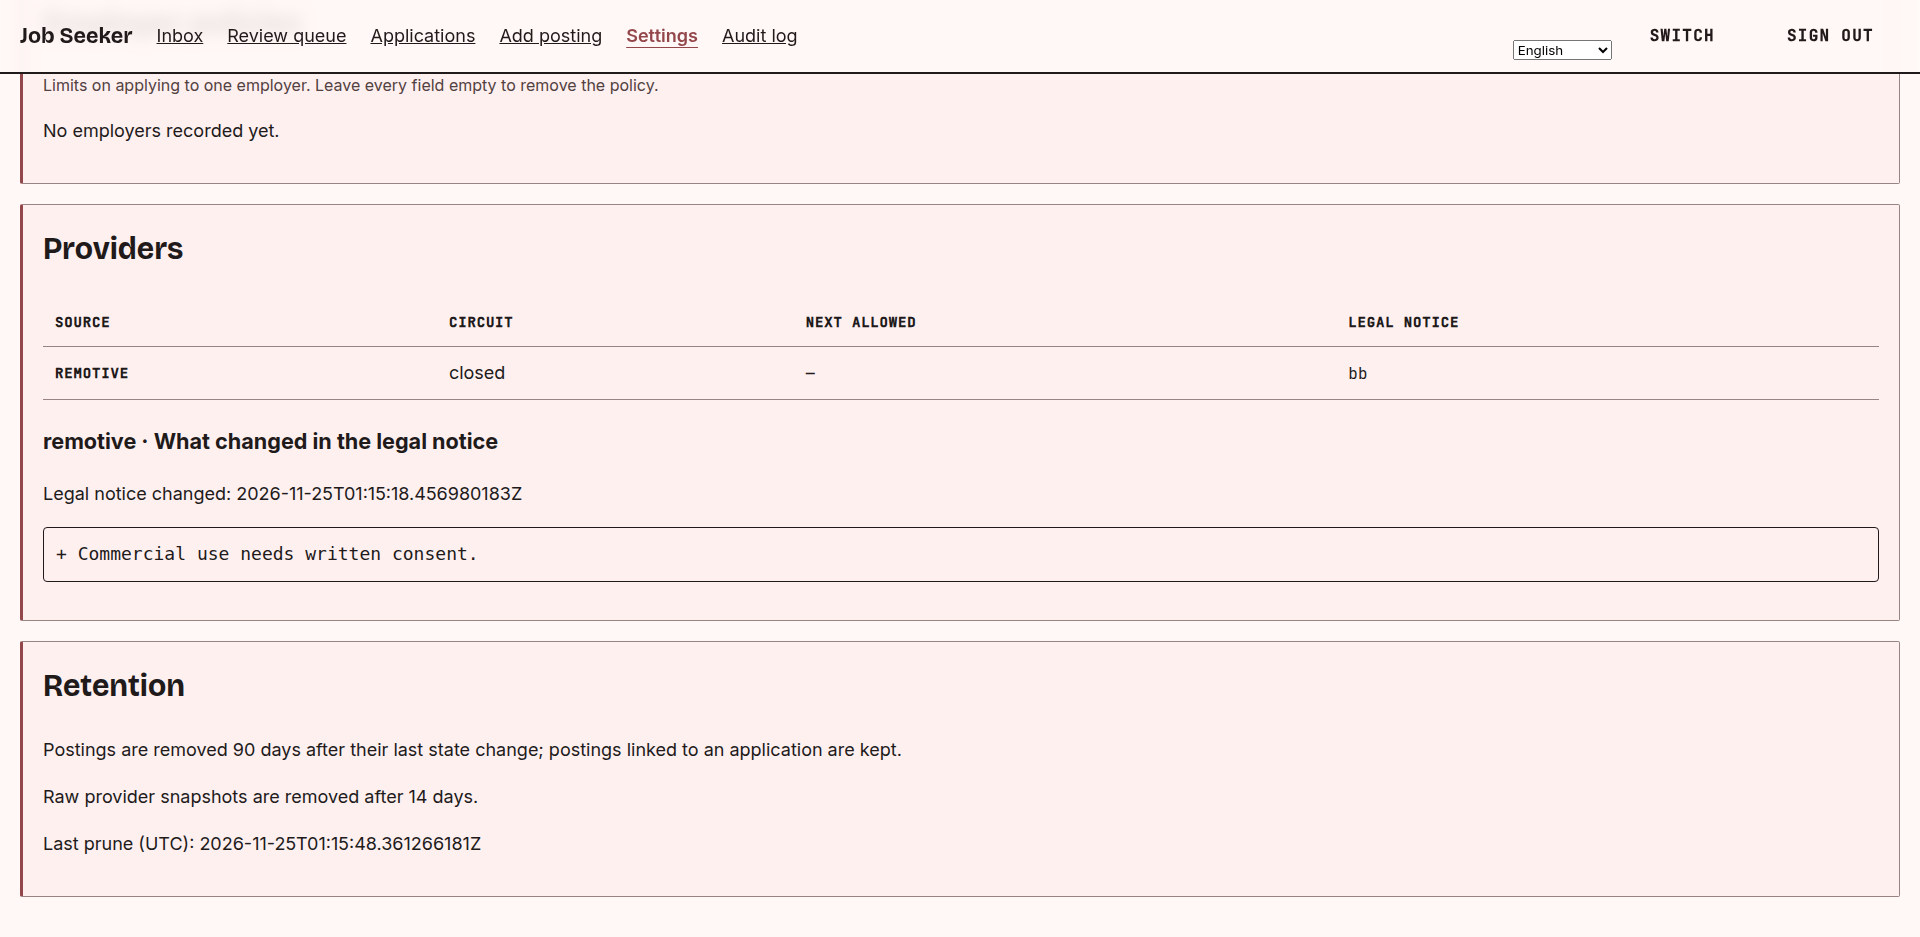 Job Seeker Inbox Review queue Applications Add posting Settings Audit log English SWITCH SIGN OUT
Limits on applying to one employer. Leave every field empty to remove the policy.
No employers recorded yet.
Providers
SOURCE CIRCUIT NEXT ALLOWED LEGAL NOTICE
REMOTIVE closed – bb
remotive · What changed in the legal notice
Legal notice changed: 2026-11-25T01:15:18.456980183Z
+ Commercial use needs written consent.
Retention
Postings are removed 90 days after their last state change; postings linked to an application are kept.
Raw provider snapshots are removed after 14 days.
Last prune (UTC): 2026-11-25T01:15:48.361266181Z